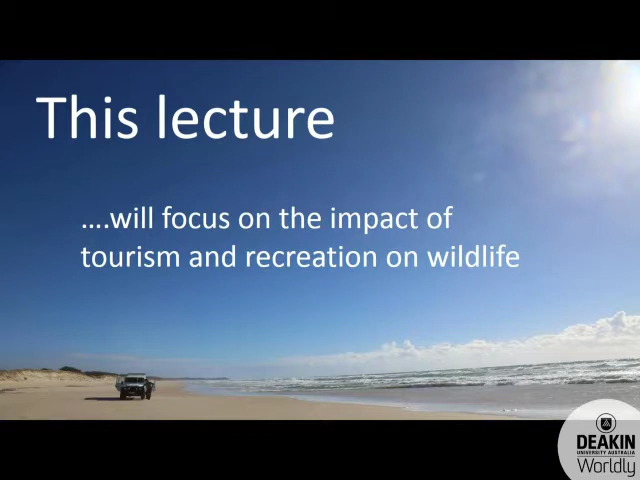 This lecture
....will focus on the impact of
tourism and recreation on wildlife
DEAKIN
UNIVERSITY AUSTRALIA
Worldly